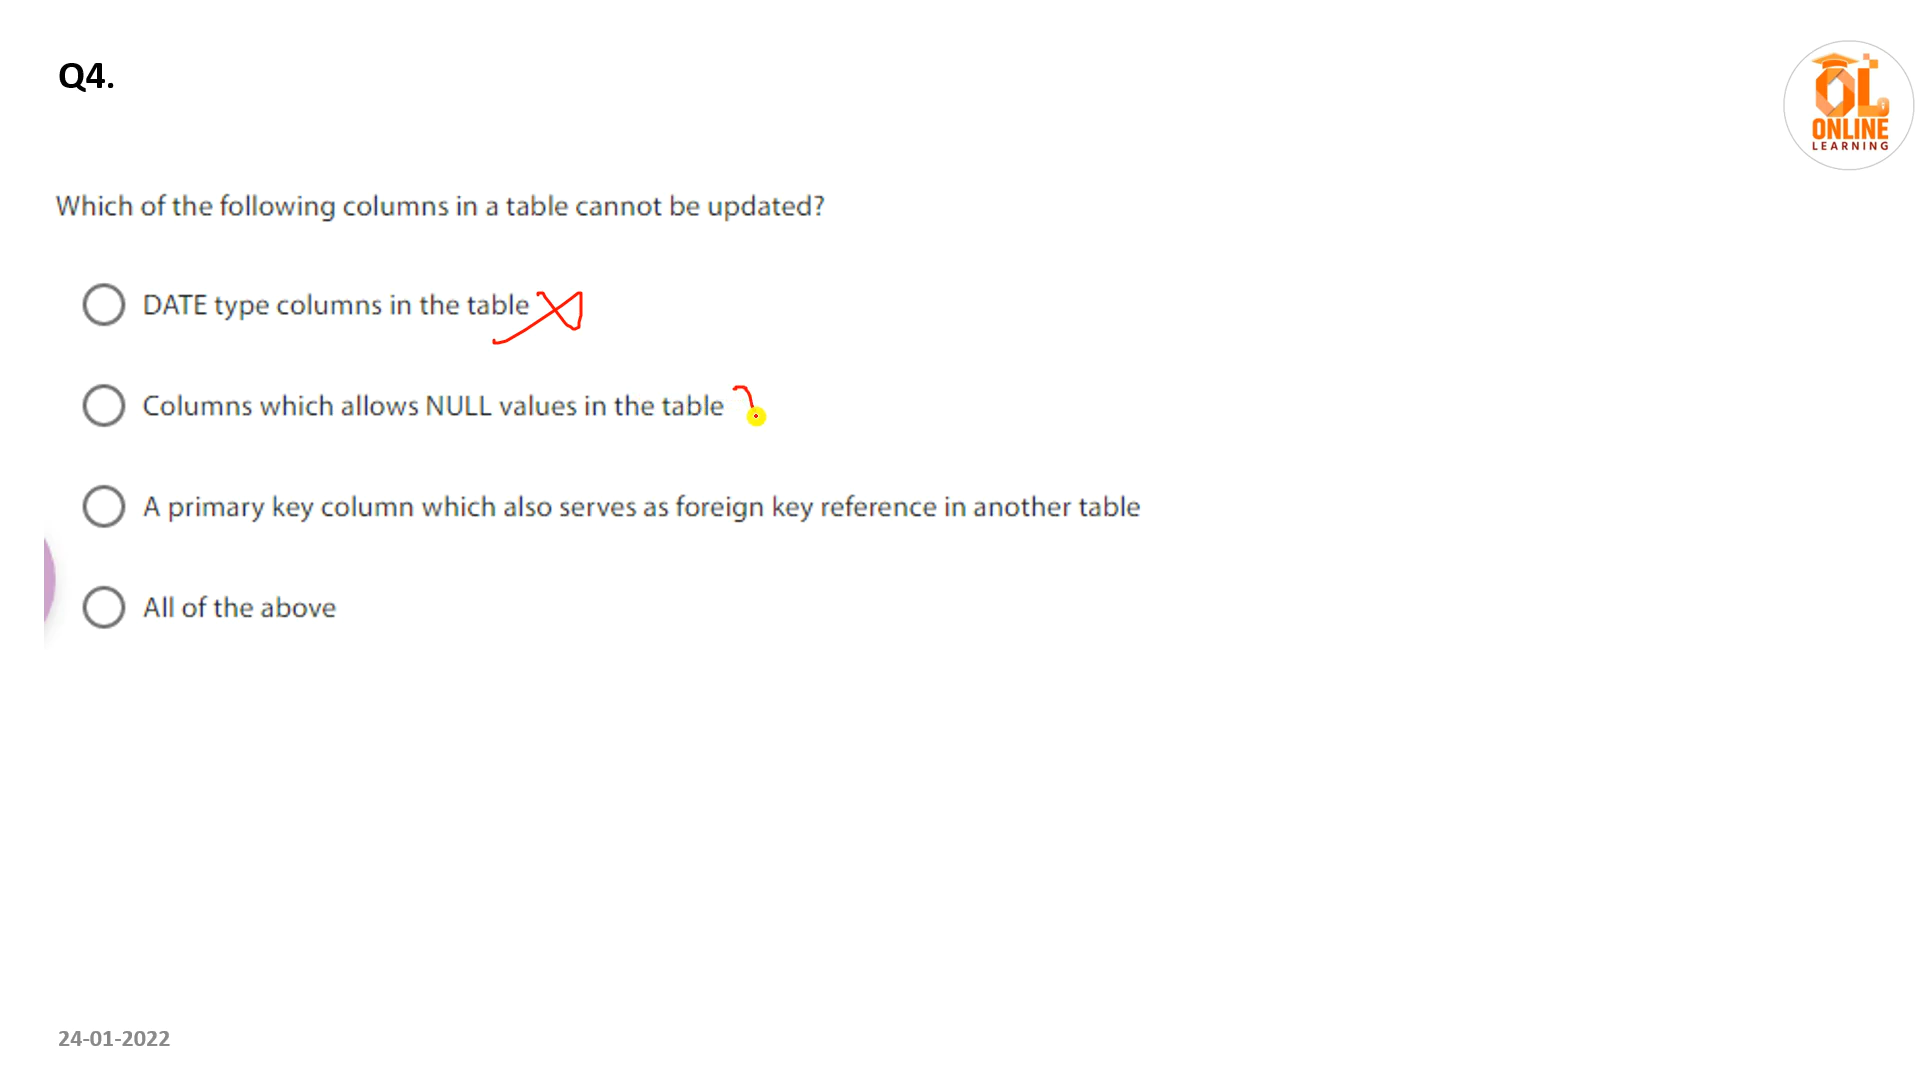 Q4.
OL
ONLINE
LEARNING
Which of the following columns in a table cannot be updated?
DATE type columns in the table
Columns which allows NULL values in the table
A primary key column which also serves as foreign key reference in another table
All of the above
24-01-2022